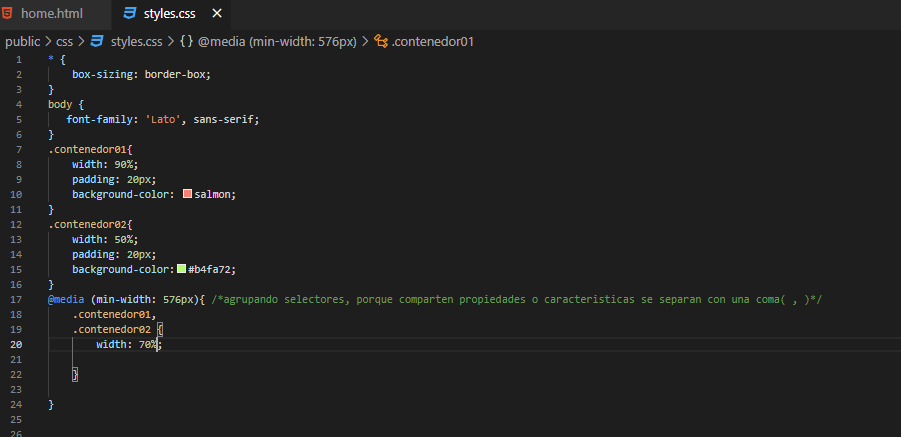 home.html styles.css
public > css > styles.css > {} @media (min-width: 576px) > .contenedor01
1 * {
2 box-sizing: border-box;
3 }
4 body {
5 font-family: 'Lato', sans-serif;
6 }
7 .contenedor01{
8 width: 90%;
9 padding: 20px;
10 background-color: salmon;
11 }
12 .contenedor02{
13 width: 50%;
14 padding: 20px;
15 background-color: #b4fa72;
16 }
17 @media (min-width: 576px){ /*agrupando selectores, porque comparten propiedades o caracteristicas se separan con una coma( , )*/
18 .contenedor01,
19 .contenedor02 {
20 width: 70%;
21
22 }
23
24 }
25
26